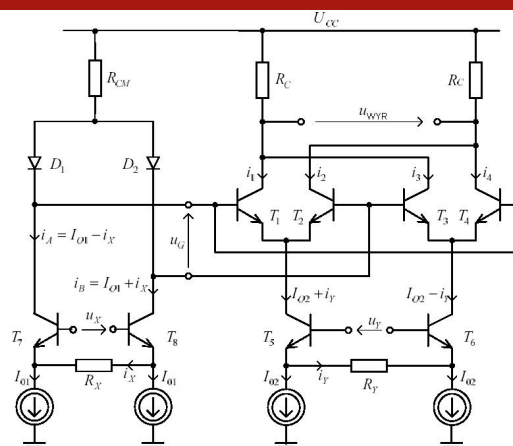 U_CC
R_CM
R_C
R_C
u_WYR
D_1
D_2
i_1
i_2
i_3
i_4
T_1
T_2
T_3
T_4
i_A = I_O1 − i_X
u_G
i_B = I_O1 + i_X
I_O2 + i_Y
I_O2 − i_Y
T_7
u_X
T_8
T_5
u_Y
T_6
I_01
R_X
i_X
I_01
I_02
i_Y
R_Y
I_02